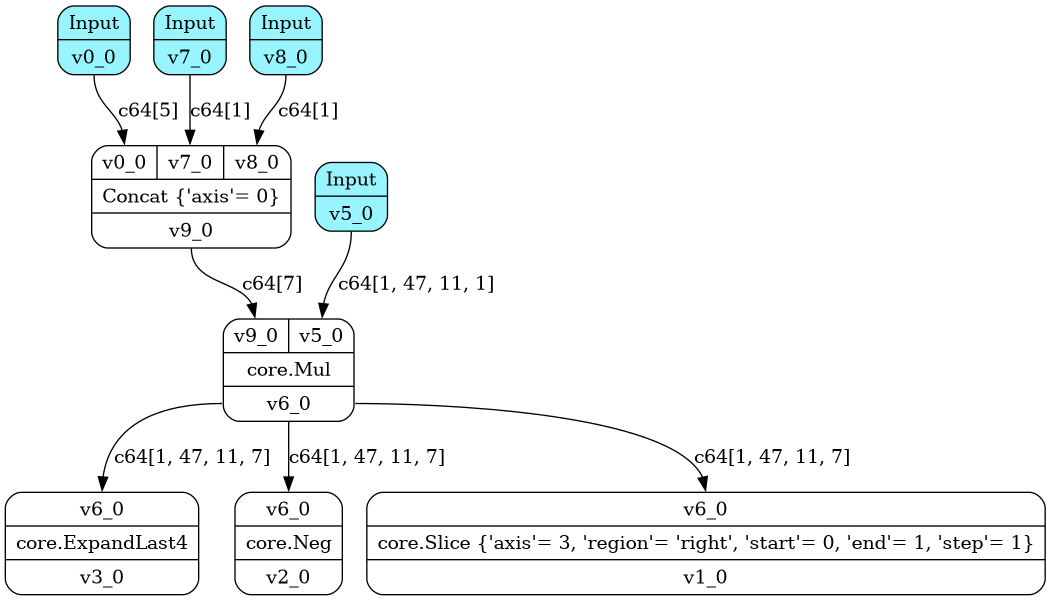 Input
v0_0
Input
v7_0
Input
v8_0
c64[5]
c64[1]
c64[1]
v0_0
v7_0
v8_0
Concat {'axis'= 0}
v9_0
Input
v5_0
c64[7]
c64[1, 47, 11, 1]
v9_0
v5_0
core.Mul
v6_0
c64[1, 47, 11, 7]
c64[1, 47, 11, 7]
c64[1, 47, 11, 7]
v6_0
core.ExpandLast4
v3_0
v6_0
core.Neg
v2_0
v6_0
core.Slice {'axis'= 3, 'region'= 'right', 'start'= 0, 'end'= 1, 'step'= 1}
v1_0